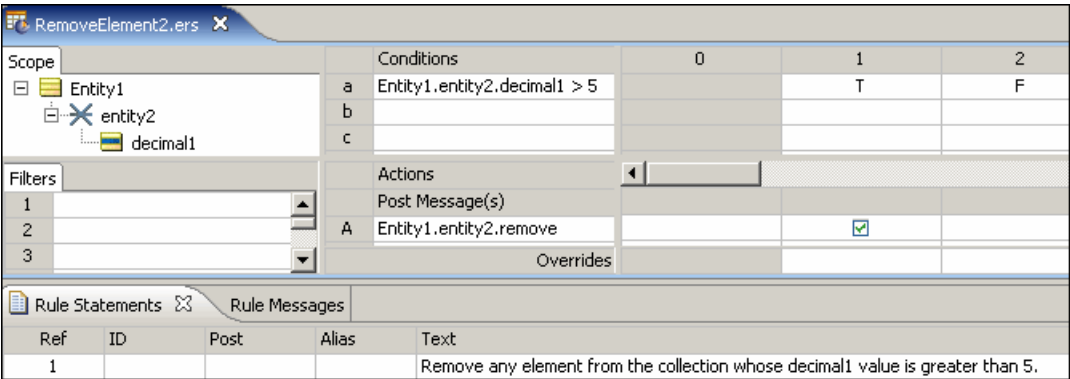 RemoveElement2.ers
Scope
Entity1
entity2
decimal1
Filters
1
2
3
Conditions 0 1 2
a Entity1.entity2.decimal1 > 5 T F
b
c
Actions
Post Message(s)
A Entity1.entity2.remove
Overrides
Rule Statements Rule Messages
Ref ID Post Alias Text
1 Remove any element from the collection whose decimal1 value is greater than 5.